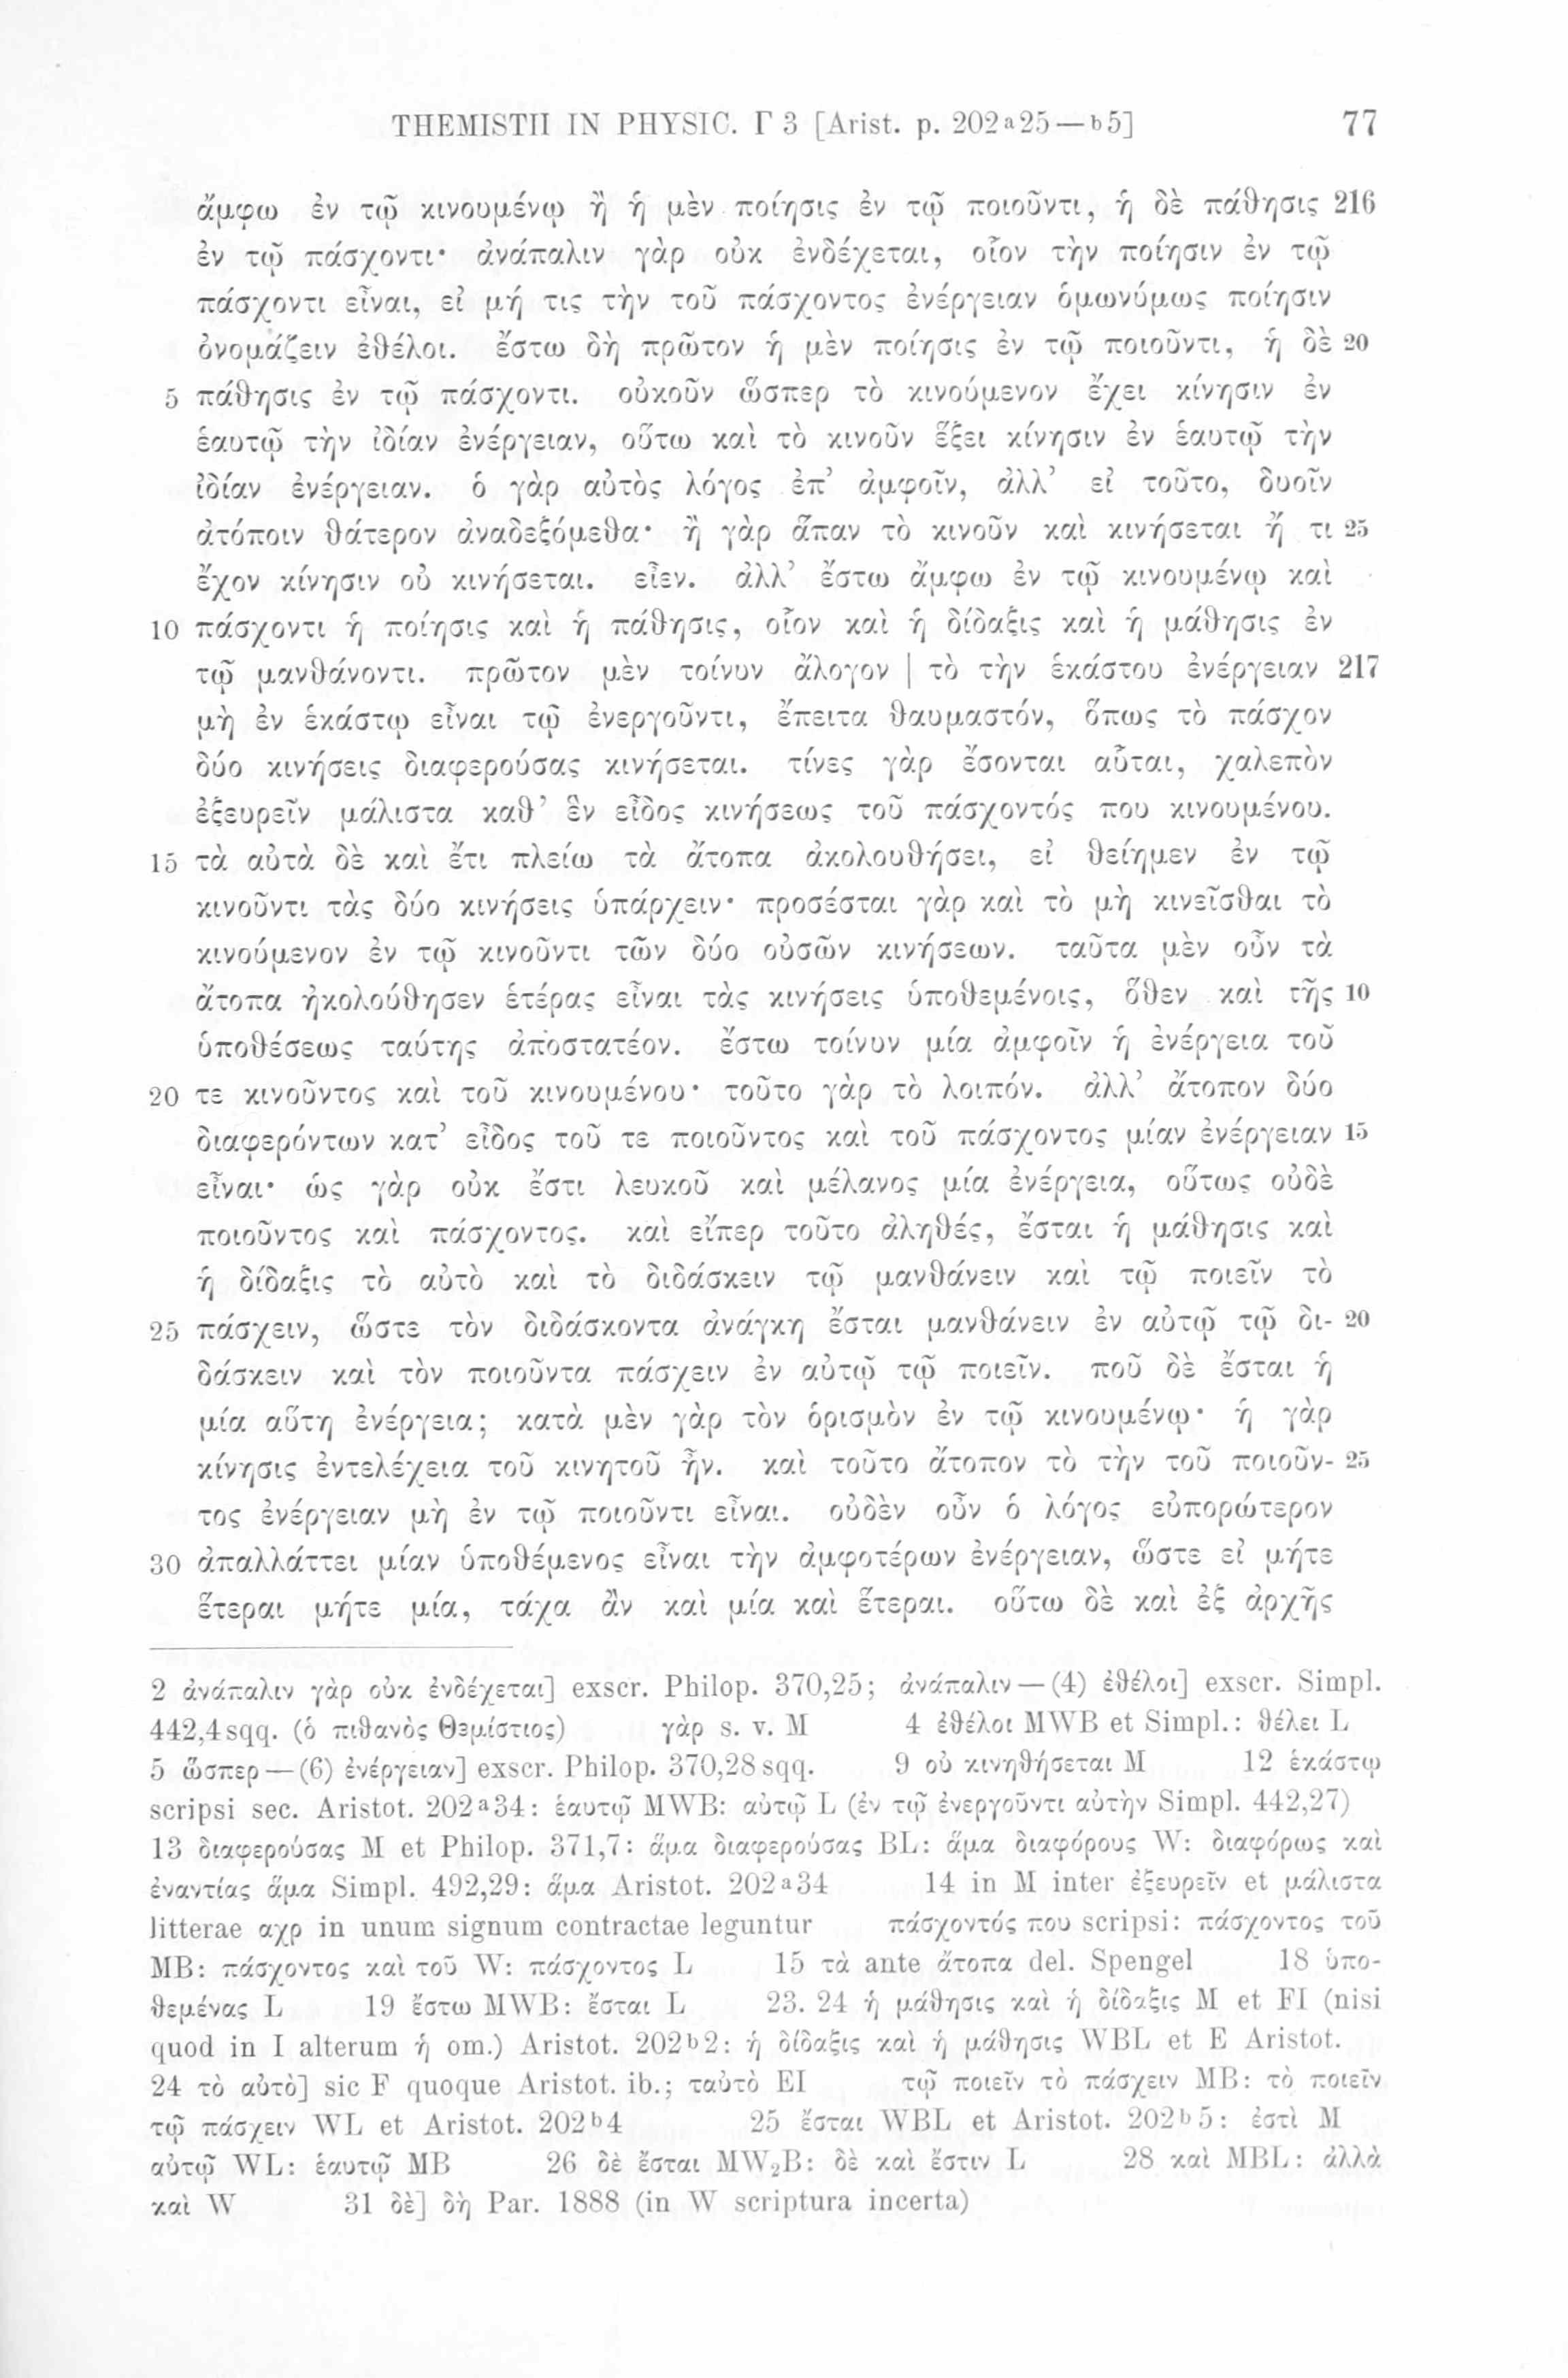 THEMISTII IN PHYSIC. Γ 3 [Arist. p. 202a25—b5] 77
ἄμφω ἐν τῷ κινουμένῳ ἢ ἡ μὲν ποίησις ἐν τῷ ποιοῦντι, ἡ δὲ πάθησις 216
ἐν τῷ πάσχοντι· ἀνάπαλιν γὰρ οὐκ ἐνδέχεται, οἷον τὴν ποίησιν ἐν τῷ
πάσχοντι εἶναι, εἰ μή τις τὴν τοῦ πάσχοντος ἐνέργειαν ὁμωνύμως ποίησιν
ὀνομάζειν ἐθέλοι. ἔστω δὴ πρῶτον ἡ μὲν ποίησις ἐν τῷ ποιοῦντι, ἡ δὲ 20
5 πάθησις ἐν τῷ πάσχοντι. οὐκοῦν ὥσπερ τὸ κινούμενον ἔχει κίνησιν ἐν
ἑαυτῷ τὴν ἰδίαν ἐνέργειαν, οὕτω καὶ τὸ κινοῦν ἕξει κίνησιν ἐν ἑαυτῷ τὴν
ἰδίαν ἐνέργειαν. ὁ γὰρ αὐτὸς λόγος ἐπ’ ἀμφοῖν, ἀλλ’ εἰ τοῦτο, δυοῖν
ἀτόποιν θάτερον ἀναδεξόμεθα· ἢ γὰρ ἅπαν τὸ κινοῦν καὶ κινήσεται ἤ τι 25
ἔχον κίνησιν οὐ κινήσεται. εἶεν. ἀλλ’ ἔστω ἄμφω ἐν τῷ κινουμένῳ καὶ
10 πάσχοντι ἡ ποίησις καὶ ἡ πάθησις, οἷον καὶ ἡ δίδαξις καὶ ἡ μάθησις ἐν
τῷ μανθάνοντι. πρῶτον μὲν τοίνυν ἄλογον | τὸ τὴν ἑκάστου ἐνέργειαν 217
μὴ ἐν ἑκάστῳ εἶναι τῷ ἐνεργοῦντι, ἔπειτα θαυμαστόν, ὅπως τὸ πάσχον
δύο κινήσεις διαφερούσας κινήσεται. τίνες γὰρ ἔσονται αὗται, χαλεπὸν
ἐξευρεῖν μάλιστα καθ’ ἓν εἶδος κινήσεως τοῦ πάσχοντός που κινουμένου.
15 τὰ αὐτὰ δὲ καὶ ἔτι πλείω τὰ ἄτοπα ἀκολουθήσει, εἰ θείημεν ἐν τῷ
κινοῦντι τὰς δύο κινήσεις ὑπάρχειν· προσέσται γὰρ καὶ τὸ μὴ κινεῖσθαι τὸ
κινούμενον ἐν τῷ κινοῦντι τῶν δύο οὐσῶν κινήσεων. ταῦτα μὲν οὖν τὰ
ἄτοπα ἠκολούθησεν ἑτέρας εἶναι τὰς κινήσεις ὑποθεμένοις, ὅθεν καὶ τῆς 10
ὑποθέσεως ταύτης ἀποστατέον. ἔστω τοίνυν μία ἀμφοῖν ἡ ἐνέργεια τοῦ
20 τε κινοῦντος καὶ τοῦ κινουμένου· τοῦτο γὰρ τὸ λοιπόν. ἀλλ’ ἄτοπον δύο
διαφερόντων κατ’ εἶδος τοῦ τε ποιοῦντος καὶ τοῦ πάσχοντος μίαν ἐνέργειαν 15
εἶναι· ὡς γὰρ οὐκ ἔστι λευκοῦ καὶ μέλανος μία ἐνέργεια, οὕτως οὐδὲ
ποιοῦντος καὶ πάσχοντος. καὶ εἴπερ τοῦτο ἀληθές, ἔσται ἡ μάθησις καὶ
ἡ δίδαξις τὸ αὐτὸ καὶ τὸ διδάσκειν τῷ μανθάνειν καὶ τῷ ποιεῖν τὸ
25 πάσχειν, ὥστε τὸν διδάσκοντα ἀνάγκη ἔσται μανθάνειν ἐν αὐτῷ τῷ δι- 20
δάσκειν καὶ τὸν ποιοῦντα πάσχειν ἐν αὐτῷ τῷ ποιεῖν. ποῦ δὲ ἔσται ἡ
μία αὕτη ἐνέργεια; κατὰ μὲν γὰρ τὸν ὁρισμὸν ἐν τῷ κινουμένῳ· ἡ γὰρ
κίνησις ἐντελέχεια τοῦ κινητοῦ ἦν. καὶ τοῦτο ἄτοπον τὸ τὴν τοῦ ποιοῦν- 25
τος ἐνέργειαν μὴ ἐν τῷ ποιοῦντι εἶναι. οὐδὲν οὖν ὁ λόγος εὐπορώτερον
30 ἀπαλλάττει μίαν ὑποθέμενος εἶναι τὴν ἀμφοτέρων ἐνέργειαν, ὥστε εἰ μήτε
ἕτεραι μήτε μία, τάχα ἂν καὶ μία καὶ ἕτεραι. οὕτω δὲ καὶ ἐξ ἀρχῆς
2 ἀνάπαλιν γὰρ οὐκ ἐνδέχεται] exscr. Philop. 370,25; ἀνάπαλιν—(4) ἐθέλοι] exscr. Simpl.
442,4 sqq. (ὁ πιθανὸς Θεμίστιος) γὰρ s. v. M 4 ἐθέλοι MWB et Simpl.: θέλει L
5 ὥσπερ—(6) ἐνέργειαν] exscr. Philop. 370,28 sqq. 9 οὐ κινηθήσεται M 12 ἑκάστῳ
scripsi sec. Aristot. 202a34: ἑαυτῷ MWB: αὐτῷ L (ἐν τῷ ἐνεργοῦντι αὐτὴν Simpl. 442,27)
13 διαφερούσας M et Philop. 371,7: ἅμα διαφερούσας BL: ἅμα διαφόρους W: διαφόρως καὶ
ἐναντίας ἅμα Simpl. 492,29: ἅμα Aristot. 202a34 14 in M inter ἐξευρεῖν et μάλιστα
litterae αχρ in unum signum contractae leguntur πάσχοντός που scripsi: πάσχοντος τοῦ
MB: πάσχοντος καὶ τοῦ W: πάσχοντος L 15 τὰ ante ἄτοπα del. Spengel 18 ὑπο-
θεμένας L 19 ἔστω MWB: ἔσται L 23. 24 ἡ μάθησις καὶ ἡ δίδαξις M et FI (nisi
quod in I alterum ἡ om.) Aristot. 202b2: ἡ δίδαξις καὶ ἡ μάθησις WBL et E Aristot.
24 τὸ αὐτὸ] sic F quoque Aristot. ib.; ταὐτὸ EI τῷ ποιεῖν τὸ πάσχειν MB: τὸ ποιεῖν
τῷ πάσχειν WL et Aristot. 202b4 25 ἔσται WBL et Aristot. 202b5: ἐστὶ M
αὐτῷ WL: ἑαυτῷ MB 26 δὲ ἔσται MW₂B: δὲ καὶ ἔστιν L 28 καὶ MBL: ἀλλὰ
καὶ W 31 δὲ] δὴ Par. 1888 (in W scriptura incerta)